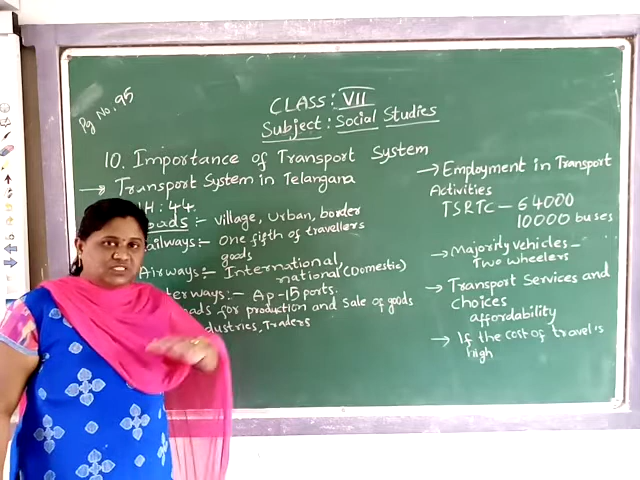 Pg No. 95
CLASS: VII
Subject: Social Studies
10. Importance of Transport System
→ Transport System in Telangana
H: 44
oads :- Village, Urban, border
ailways:- One fifth of travellers
goods
Airways:- International,
national (Domestic)
terways:- Ap-15 ports.
oads for production and Sale of goods
dustries, Traders
→ Employment in Transport
Activities
TSRTC - 64000
10000 buses
→ Majority Vehicles -
Two wheelers
→ Transport Services and
Choices
affordability
→ If the cost of travel is
high